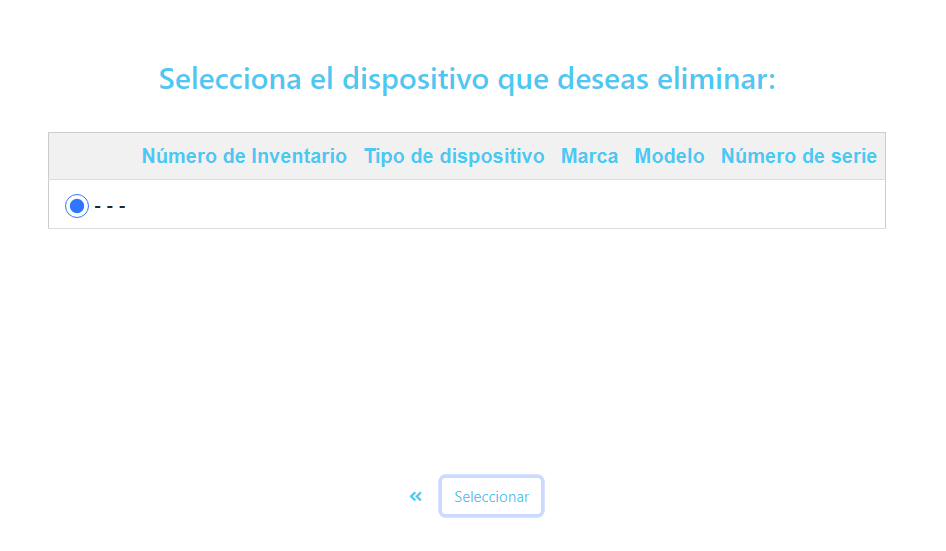 Selecciona el dispositivo que deseas eliminar:
Número de Inventario Tipo de dispositivo Marca Modelo Número de serie
- - -
« Seleccionar